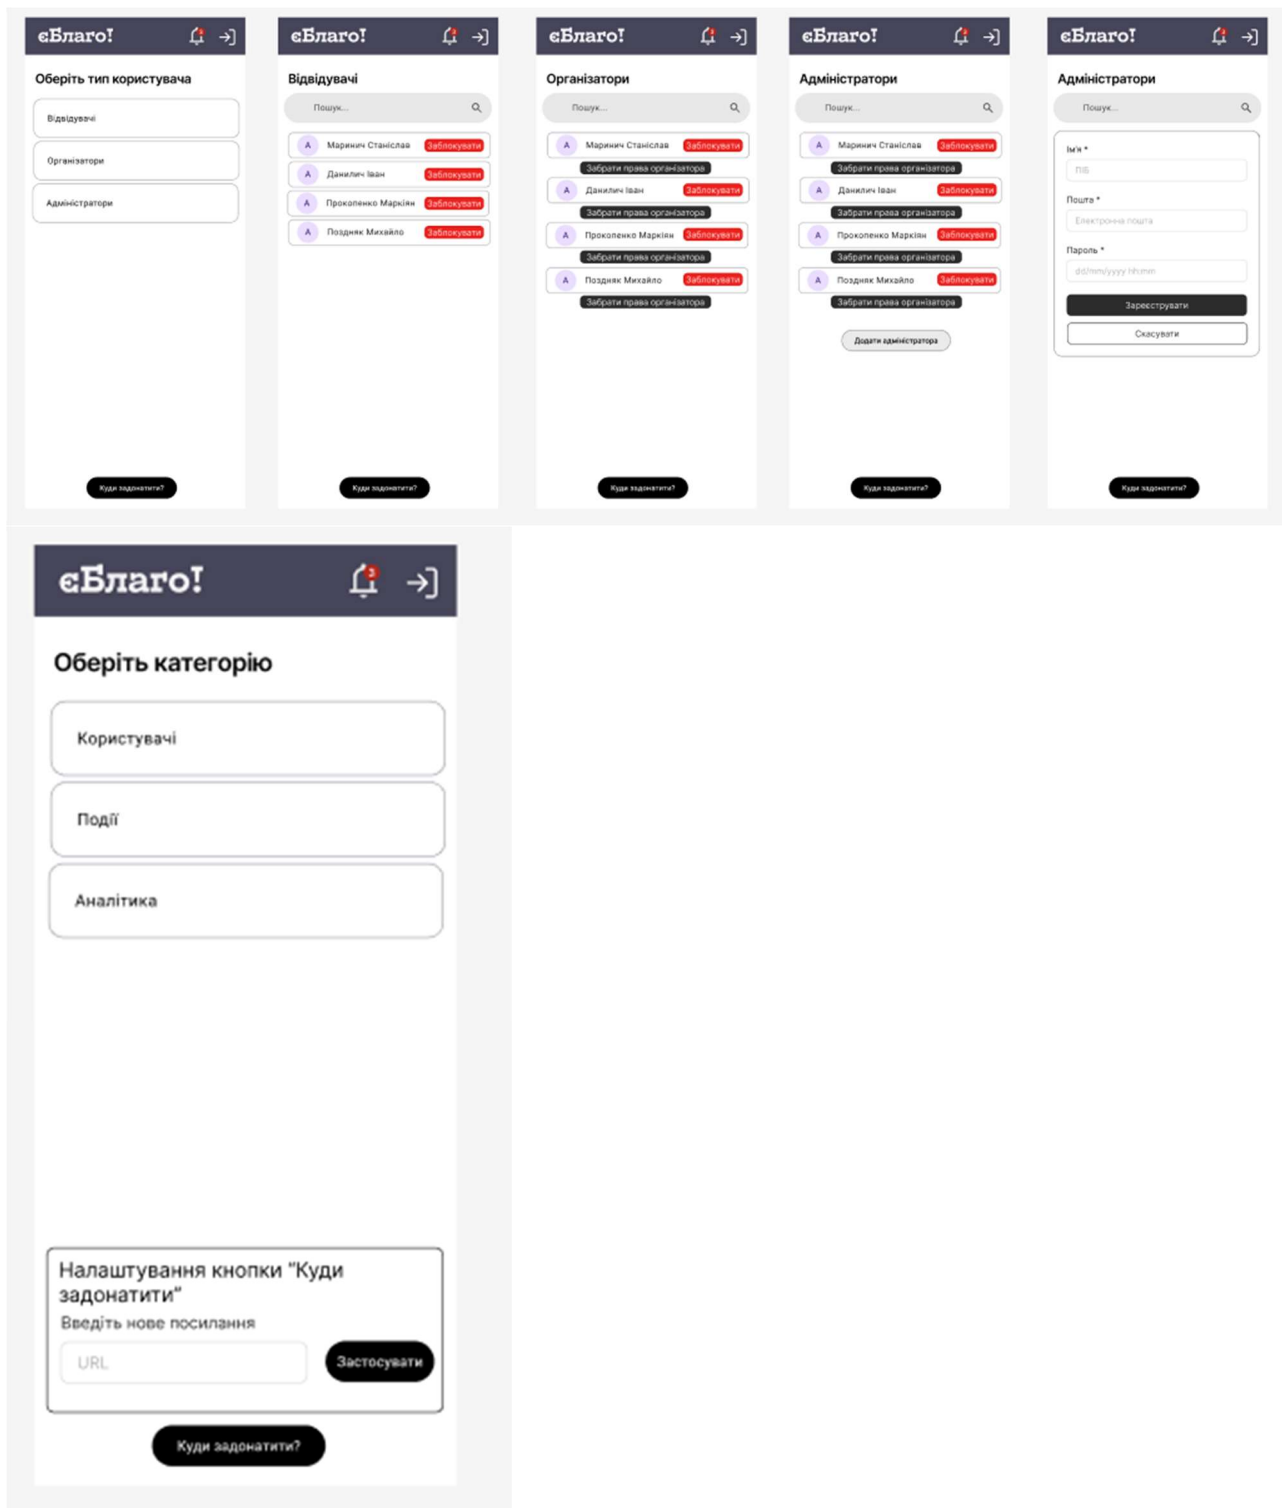 єБлаго!
Оберіть тип користувача
Відвідувачі
Організатори
Адміністратори
Куди задонатити?
єБлаго!
Відвідувачі
Пошук...
А Маринич Станіслав Заблокувати
А Данилич Іван Заблокувати
А Прокопенко Маркіян Заблокувати
А Поздняк Михайло Заблокувати
Куди задонатити?
єБлаго!
Організатори
Пошук...
А Маринич Станіслав Заблокувати
Забрати права організатора
А Данилич Іван Заблокувати
Забрати права організатора
А Прокопенко Маркіян Заблокувати
Забрати права організатора
А Поздняк Михайло Заблокувати
Забрати права організатора
Куди задонатити?
єБлаго!
Адміністратори
Пошук...
А Маринич Станіслав Заблокувати
Забрати права організатора
А Данилич Іван Заблокувати
Забрати права організатора
А Прокопенко Маркіян Заблокувати
Забрати права організатора
А Поздняк Михайло Заблокувати
Забрати права організатора
Додати адміністратора
Куди задонатити?
єБлаго!
Адміністратори
Пошук...
Ім'я *
ПІБ
Пошта *
Електронна пошта
Пароль *
dd/mm/yyyy hh:mm
Зареєструвати
Скасувати
Куди задонатити?
єБлаго!
3
Оберіть категорію
Користувачі
Події
Аналітика
Налаштування кнопки "Куди
задонатити"
Введіть нове посилання
URL
Застосувати
Куди задонатити?